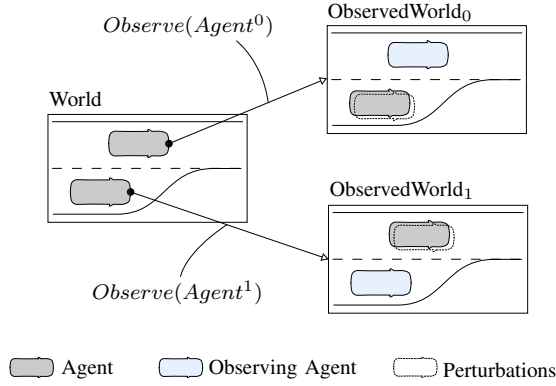 Observe(Agent⁰)
ObservedWorld₀
World
ObservedWorld₁
Observe(Agent¹)
Agent
Observing Agent
Perturbations